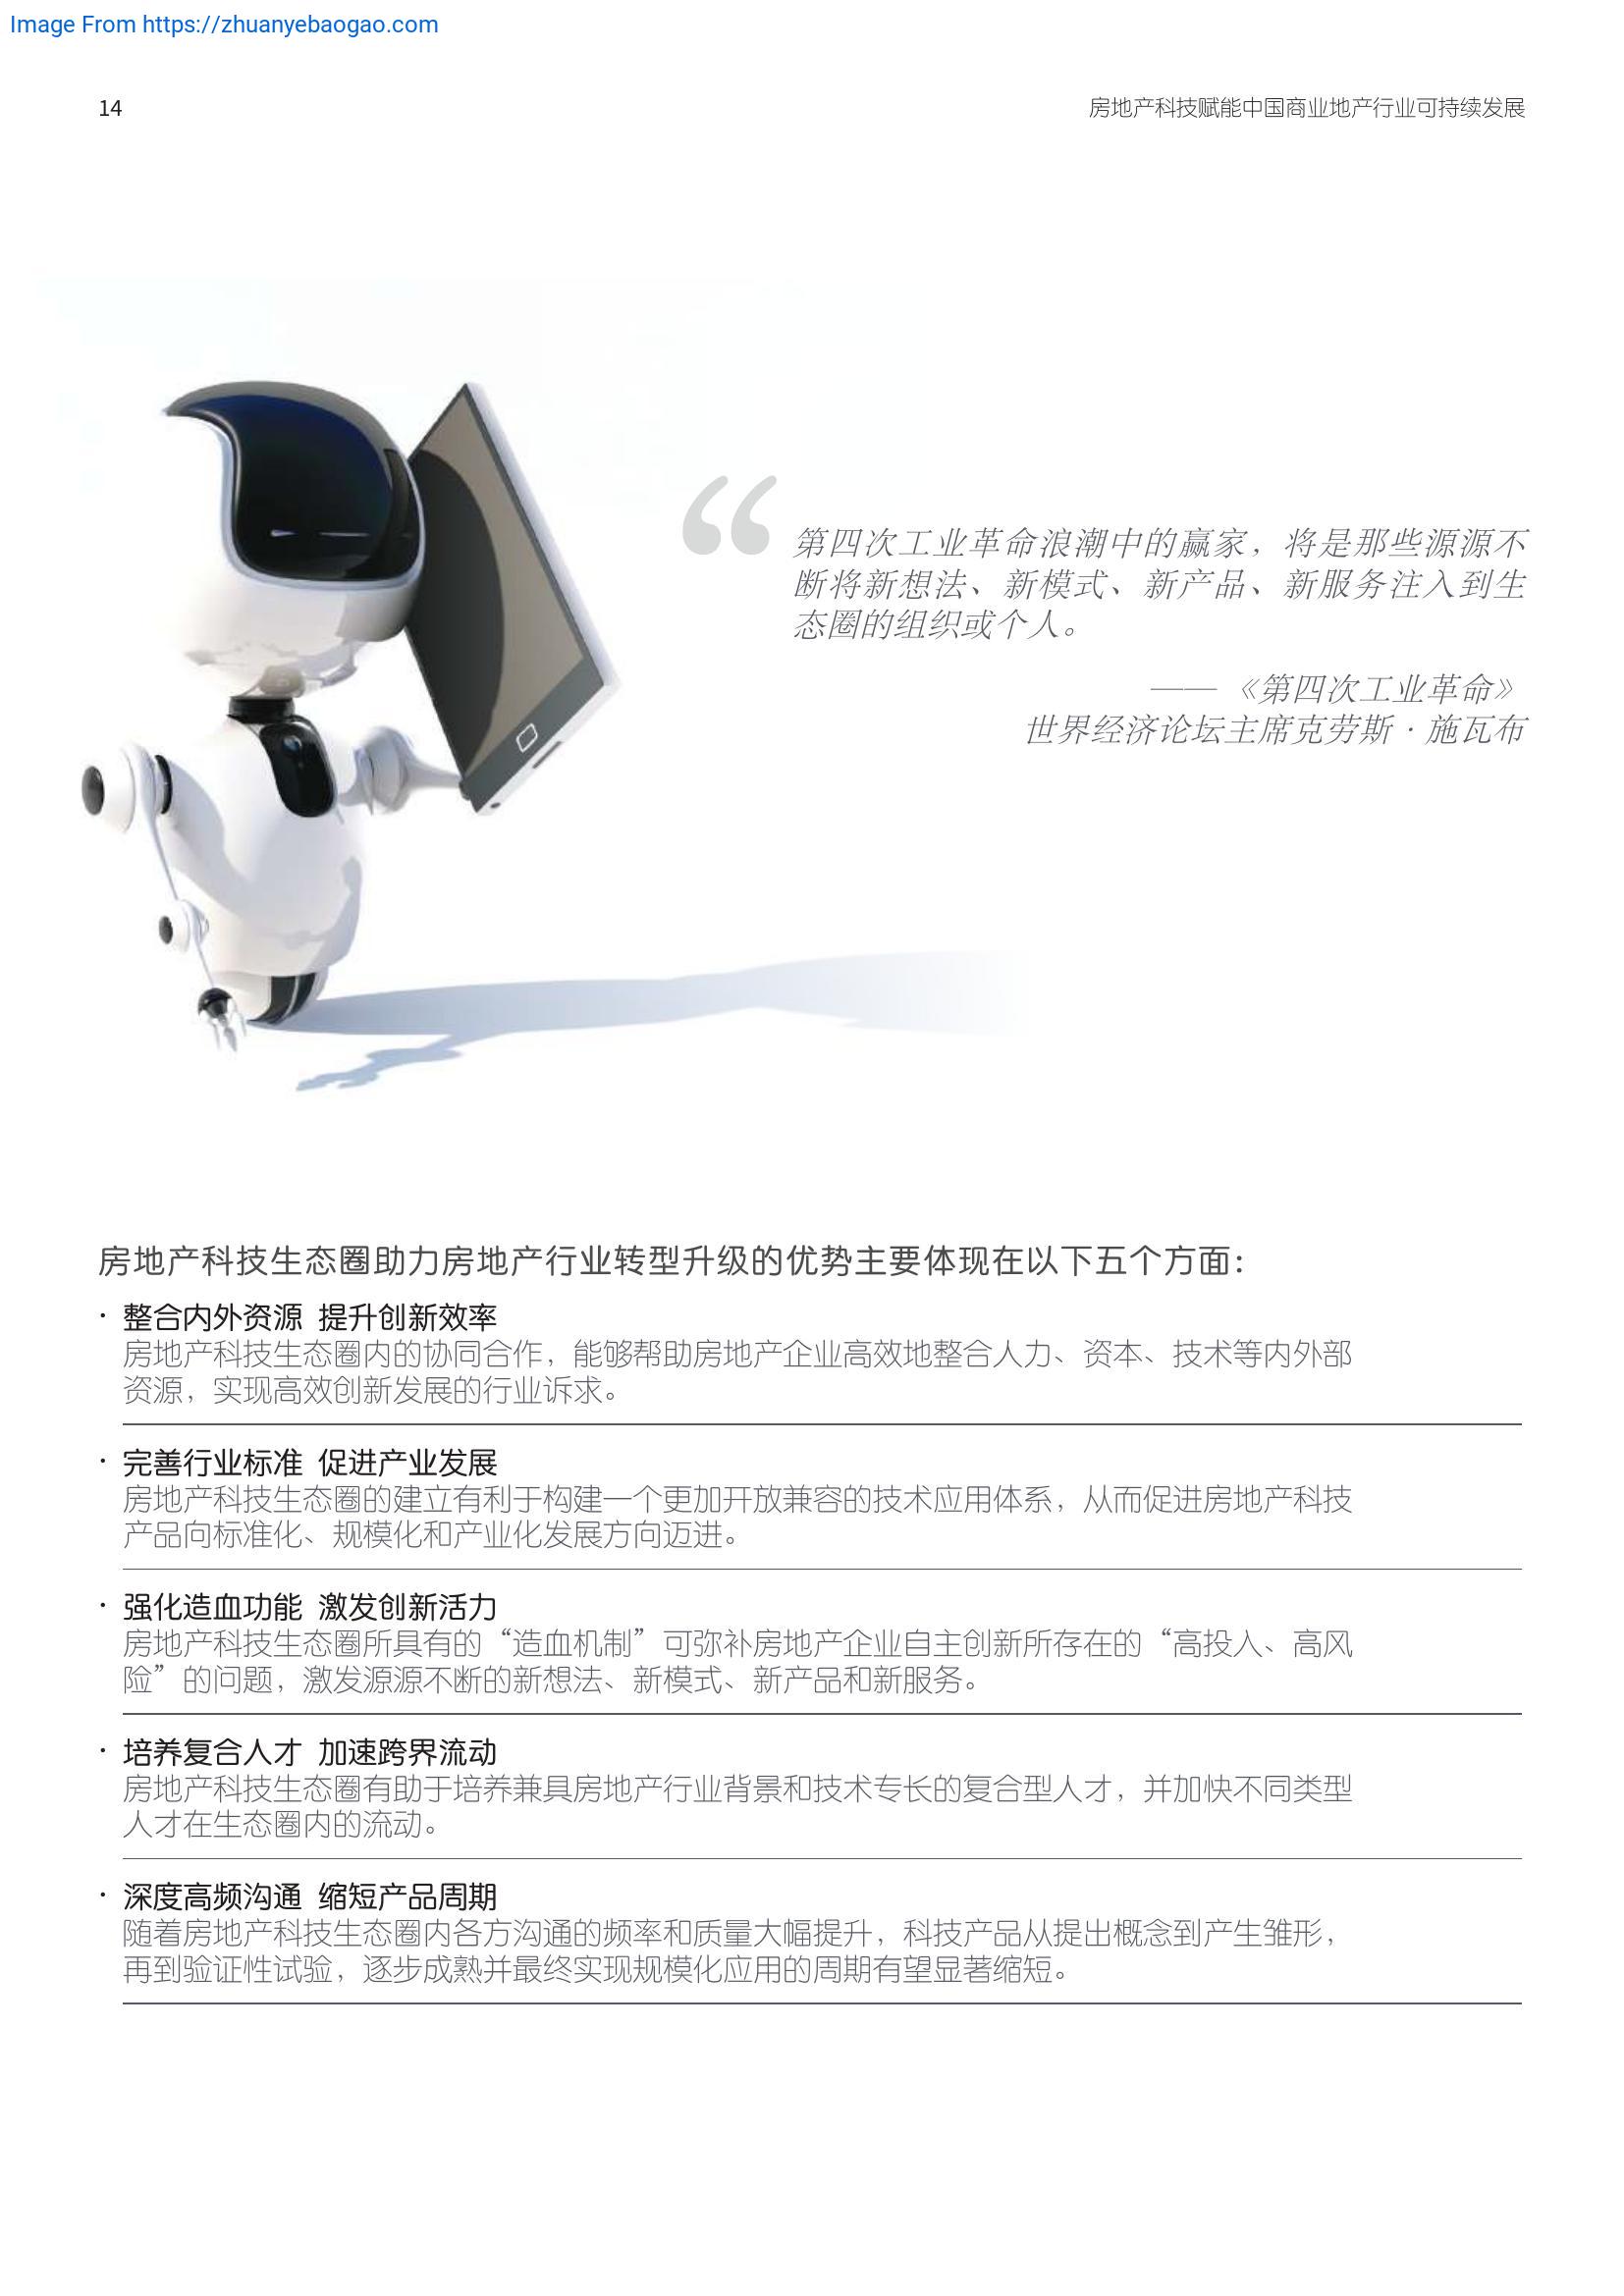 Image From https://zhuanyebaogao.com
14
房地产科技赋能中国商业地产行业可持续发展
“
第四次工业革命浪潮中的赢家，将是那些源源不
断将新想法、新模式、新产品、新服务注入到生
态圈的组织或个人。
——《第四次工业革命》
世界经济论坛主席克劳斯·施瓦布
房地产科技生态圈助力房地产行业转型升级的优势主要体现在以下五个方面：
· 整合内外资源 提升创新效率
房地产科技生态圈内的协同合作，能够帮助房地产企业高效地整合人力、资本、技术等内外部
资源，实现高效创新发展的行业诉求。
· 完善行业标准 促进产业发展
房地产科技生态圈的建立有利于构建一个更加开放兼容的技术应用体系，从而促进房地产科技
产品向标准化、规模化和产业化发展方向迈进。
· 强化造血功能 激发创新活力
房地产科技生态圈所具有的“造血机制”可弥补房地产企业自主创新所存在的“高投入、高风
险”的问题，激发源源不断的新想法、新模式、新产品和新服务。
· 培养复合人才 加速跨界流动
房地产科技生态圈有助于培养兼具房地产行业背景和技术专长的复合型人才，并加快不同类型
人才在生态圈内的流动。
· 深度高频沟通 缩短产品周期
随着房地产科技生态圈内各方沟通的频率和质量大幅提升，科技产品从提出概念到产生雏形，
再到验证性试验，逐步成熟并最终实现规模化应用的周期有望显著缩短。